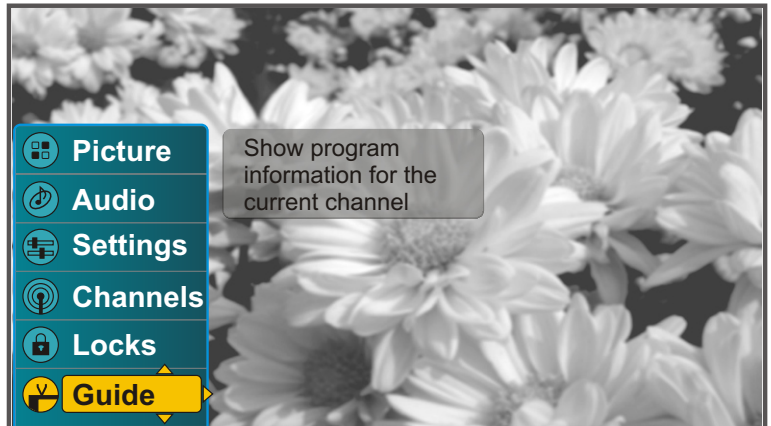 Picture
Show program
information for the
current channel
Audio
Settings
Channels
Locks
Guide